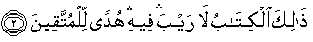 ذَٰلِكَ ٱلْكِتَـٰبُ لَا رَيْبَ ۛ فِيهِ ۛ هُدًى لِّلْمُتَّقِينَ ٢